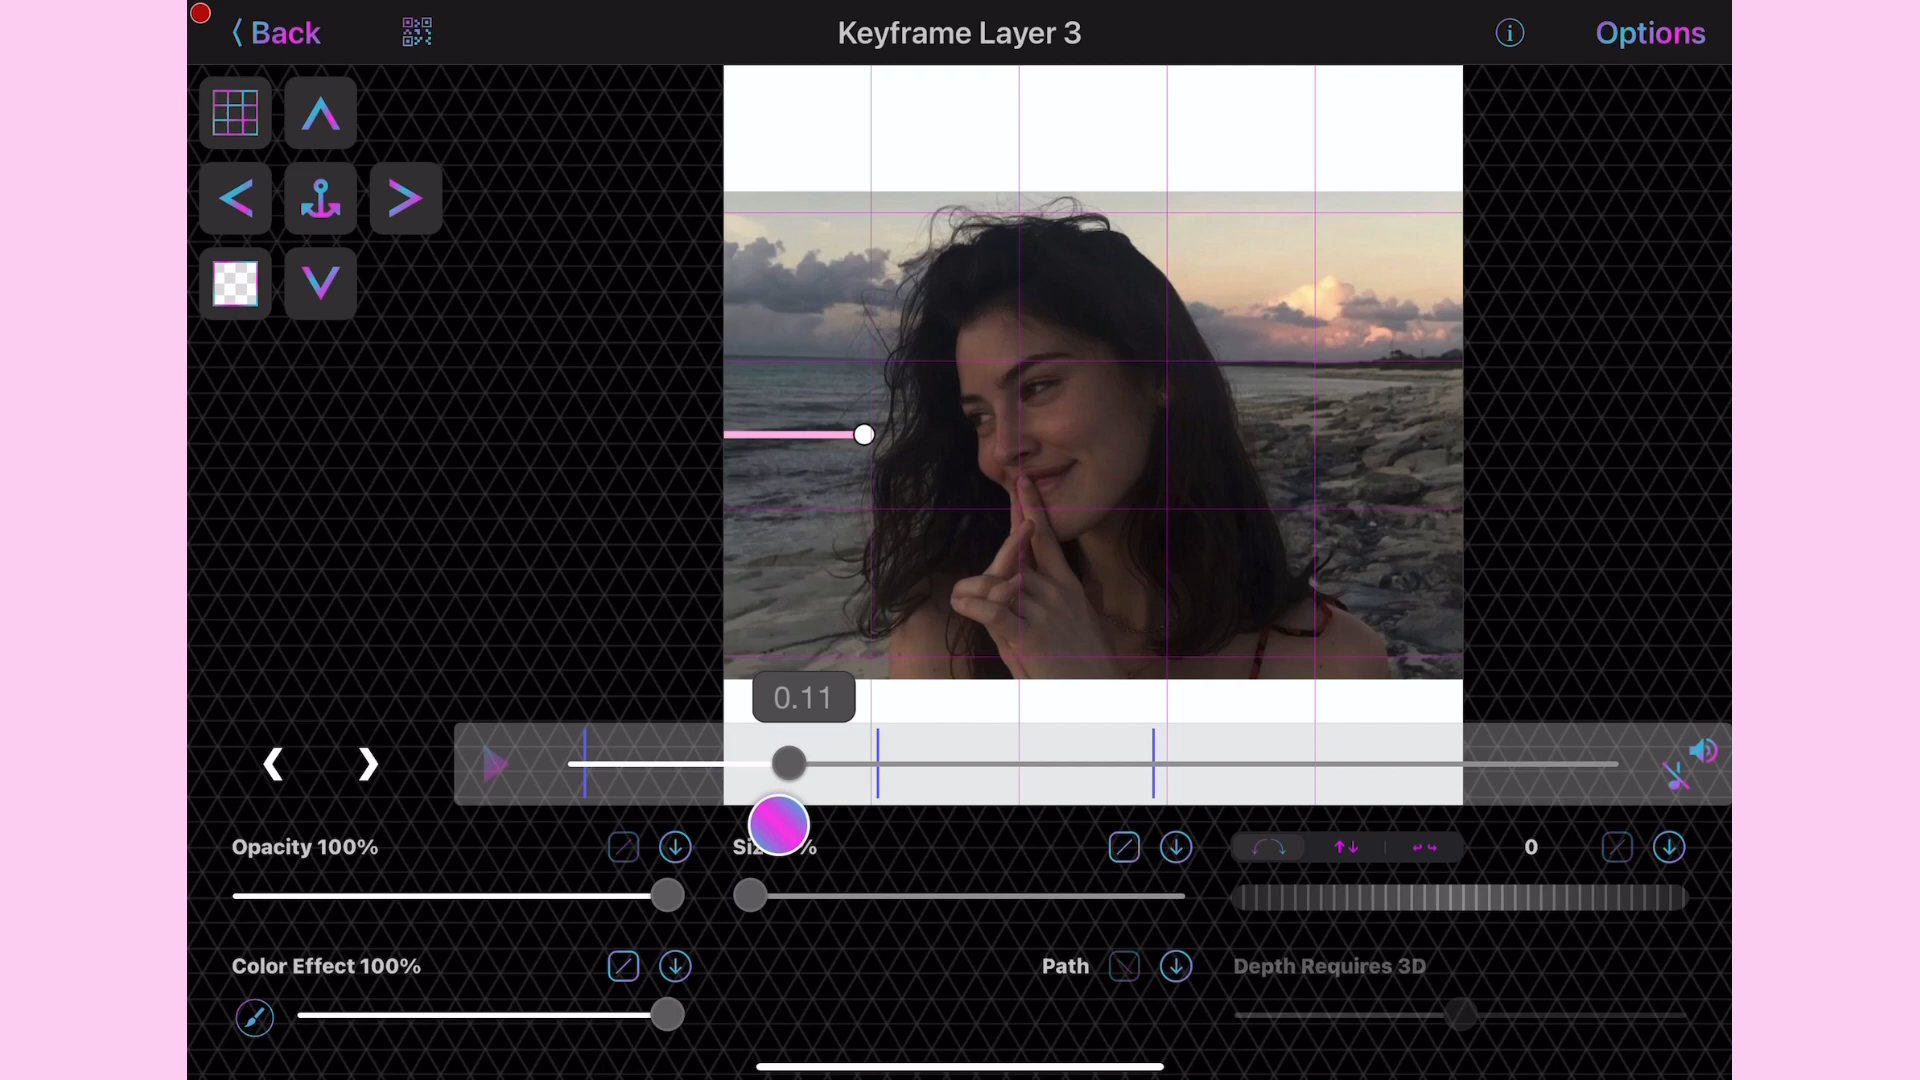 Back
Keyframe Layer 3
Options
0.11
Opacity 100%
0
Color Effect 100%
Path
Depth Requires 3D